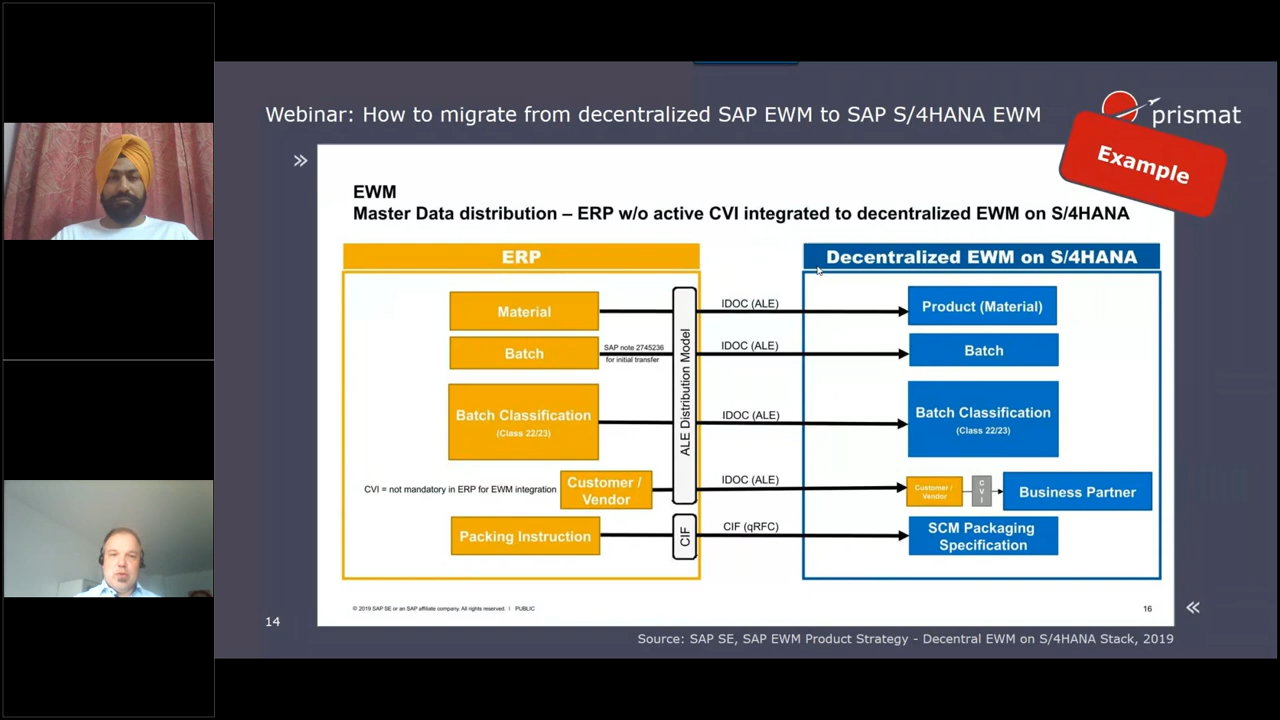 Webinar: How to migrate from decentralized SAP EWM to SAP S/4HANA EWM
prismat
Example
EWM
Master Data distribution – ERP w/o active CVI integrated to decentralized EWM on S/4HANA
ERP
Decentralized EWM on S/4HANA
Material
IDOC (ALE)
Product (Material)
Batch
SAP note 2745236
for initial transfer
IDOC (ALE)
Batch
ALE Distribution Model
Batch Classification
(Class 22/23)
IDOC (ALE)
Batch Classification
(Class 22/23)
CVI = not mandatory in ERP for EWM integration
Customer /
Vendor
IDOC (ALE)
Customer /
Vendor
C
V
I
Business Partner
Packing Instruction
CIF
CIF (qRFC)
SCM Packaging
Specification
© 2019 SAP SE or an SAP affiliate company. All rights reserved. | PUBLIC
16
14
Source: SAP SE, SAP EWM Product Strategy - Decentral EWM on S/4HANA Stack, 2019